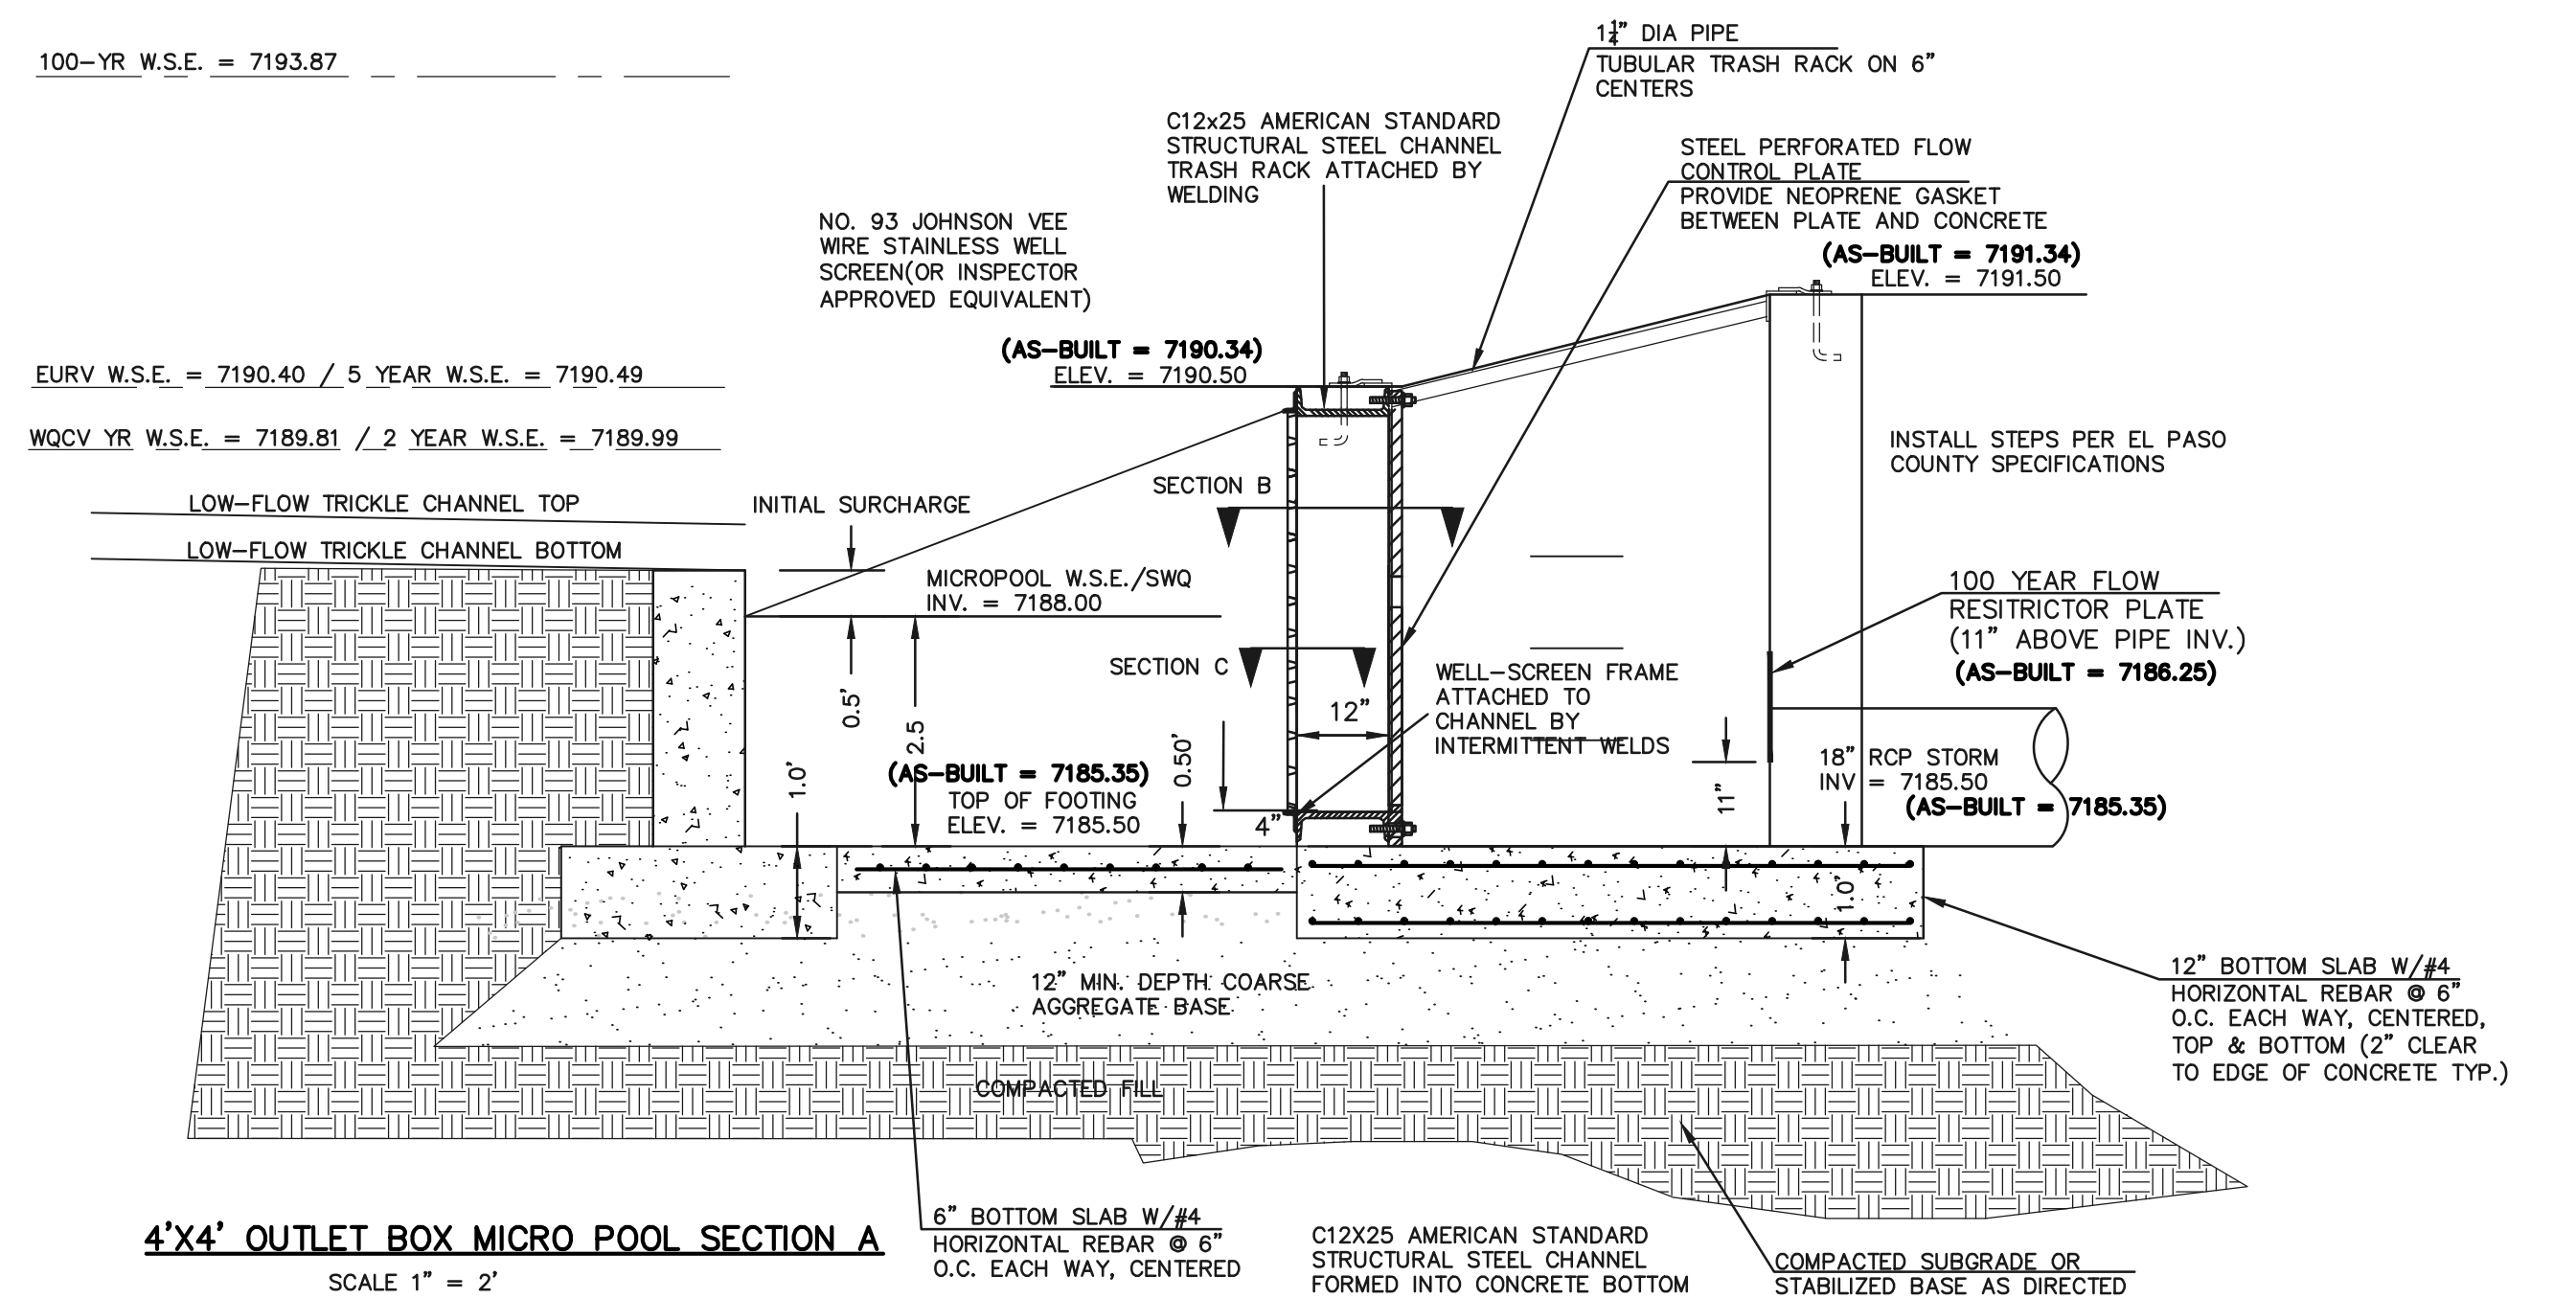 100-YR W.S.E. = 7193.87
1¼" DIA PIPE
TUBULAR TRASH RACK ON 6"
CENTERS
C12x25 AMERICAN STANDARD
STRUCTURAL STEEL CHANNEL
TRASH RACK ATTACHED BY
WELDING
STEEL PERFORATED FLOW
CONTROL PLATE
PROVIDE NEOPRENE GASKET
BETWEEN PLATE AND CONCRETE
NO. 93 JOHNSON VEE
WIRE STAINLESS WELL
SCREEN(OR INSPECTOR
APPROVED EQUIVALENT)
(AS-BUILT = 7191.34)
ELEV. = 7191.50
(AS-BUILT = 7190.34)
ELEV. = 7190.50
EURV W.S.E. = 7190.40 / 5 YEAR W.S.E. = 7190.49
WQCV YR W.S.E. = 7189.81 / 2 YEAR W.S.E. = 7189.99
INSTALL STEPS PER EL PASO
COUNTY SPECIFICATIONS
LOW-FLOW TRICKLE CHANNEL TOP
INITIAL SURCHARGE
SECTION B
LOW-FLOW TRICKLE CHANNEL BOTTOM
MICROPOOL W.S.E./SWQ
INV. = 7188.00
100 YEAR FLOW
RESITRICTOR PLATE
(11" ABOVE PIPE INV.)
(AS-BUILT = 7186.25)
SECTION C
WELL-SCREEN FRAME
ATTACHED TO
CHANNEL BY
INTERMITTENT WELDS
0.5'
2.5
12"
1.0'
(AS-BUILT = 7185.35)
TOP OF FOOTING
ELEV. = 7185.50
0.50'
4"
11"
18" RCP STORM
INV = 7185.50
(AS-BUILT = 7185.35)
1.0'
12" MIN. DEPTH COARSE
AGGREGATE BASE
12" BOTTOM SLAB W/#4
HORIZONTAL REBAR @ 6"
O.C. EACH WAY, CENTERED,
TOP & BOTTOM (2" CLEAR
TO EDGE OF CONCRETE TYP.)
COMPACTED FILL
4'X4' OUTLET BOX MICRO POOL SECTION A
SCALE 1" = 2'
6" BOTTOM SLAB W/#4
HORIZONTAL REBAR @ 6"
O.C. EACH WAY, CENTERED
C12X25 AMERICAN STANDARD
STRUCTURAL STEEL CHANNEL
FORMED INTO CONCRETE BOTTOM
COMPACTED SUBGRADE OR
STABILIZED BASE AS DIRECTED